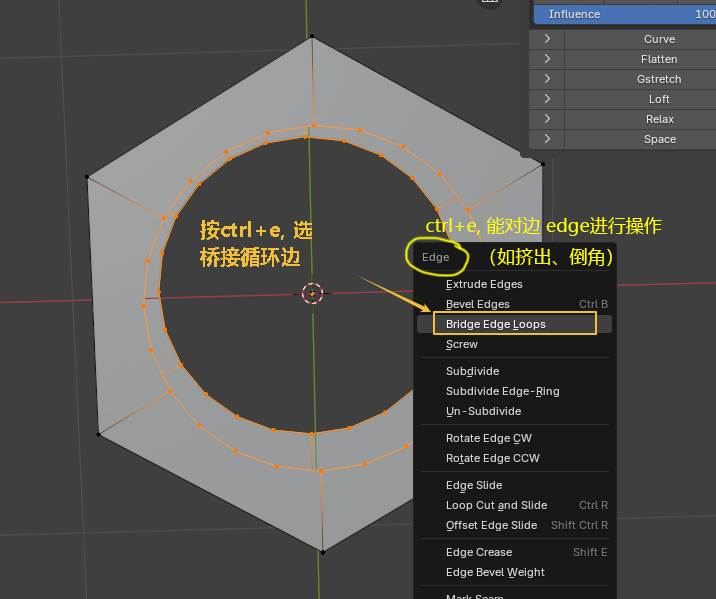 Influence 100
Curve
Flatten
Gstretch
Loft
Relax
Space
按ctrl+e, 选
桥接循环边
ctrl+e, 能对边 edge进行操作
（如挤出、倒角）
Edge
Extrude Edges
Bevel Edges Ctrl B
Bridge Edge Loops
Screw
Subdivide
Subdivide Edge-Ring
Un-Subdivide
Rotate Edge CW
Rotate Edge CCW
Edge Slide
Loop Cut and Slide Ctrl R
Offset Edge Slide Shift Ctrl R
Edge Crease Shift E
Edge Bevel Weight
Mark Seam